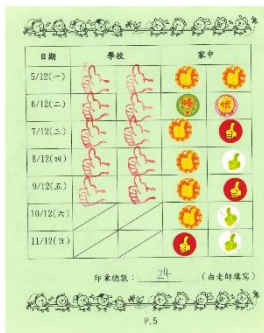 日期 學校 家中
5/12(一)
6/12(二)
7/12(三)
8/12(四)
9/12(五)
10/12(六)
11/12(日)
印章總數：24 (由老師填寫)
P.5